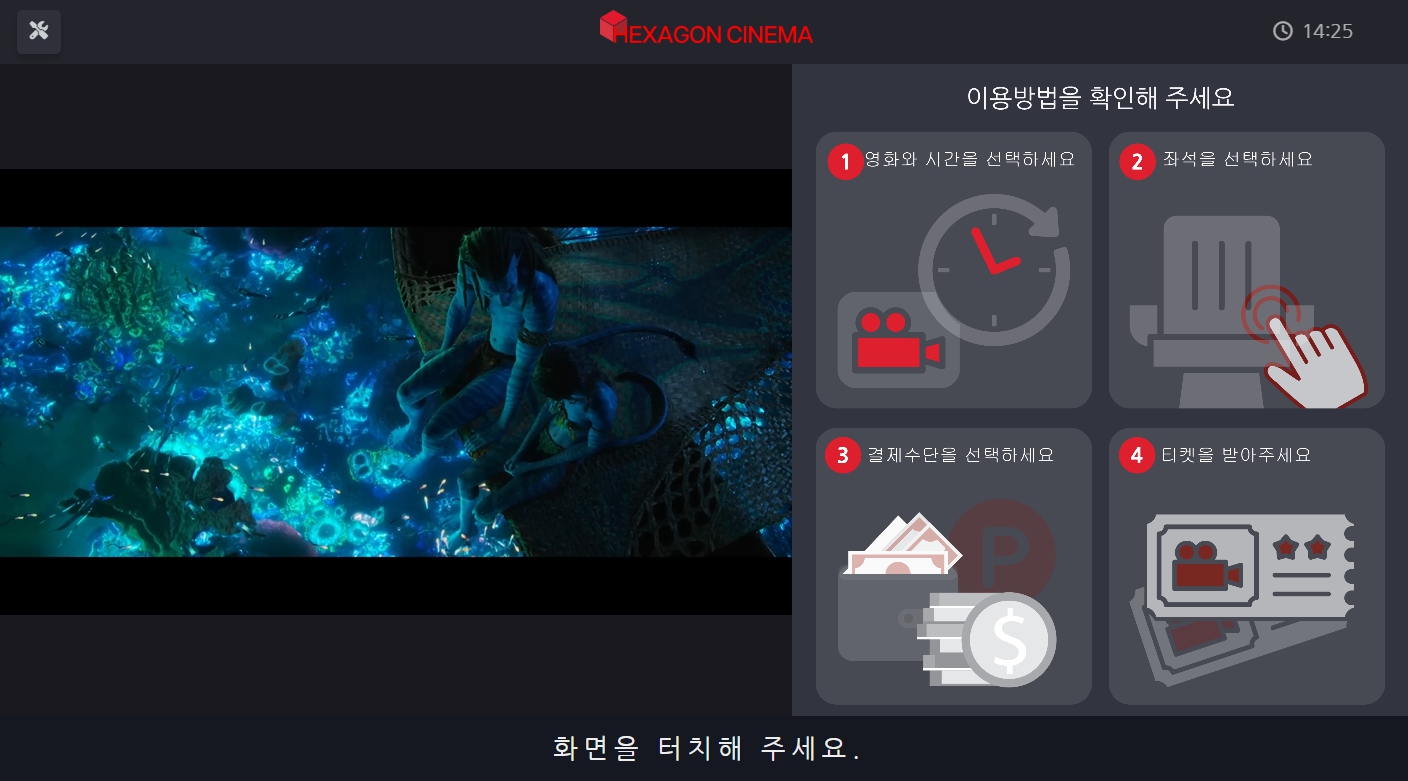 HEXAGON CINEMA
14:25
이용방법을 확인해 주세요
1 영화와 시간을 선택하세요
2 좌석을 선택하세요
3 결제수단을 선택하세요
P
$
4 티켓을 받아주세요
화면을 터치해 주세요.